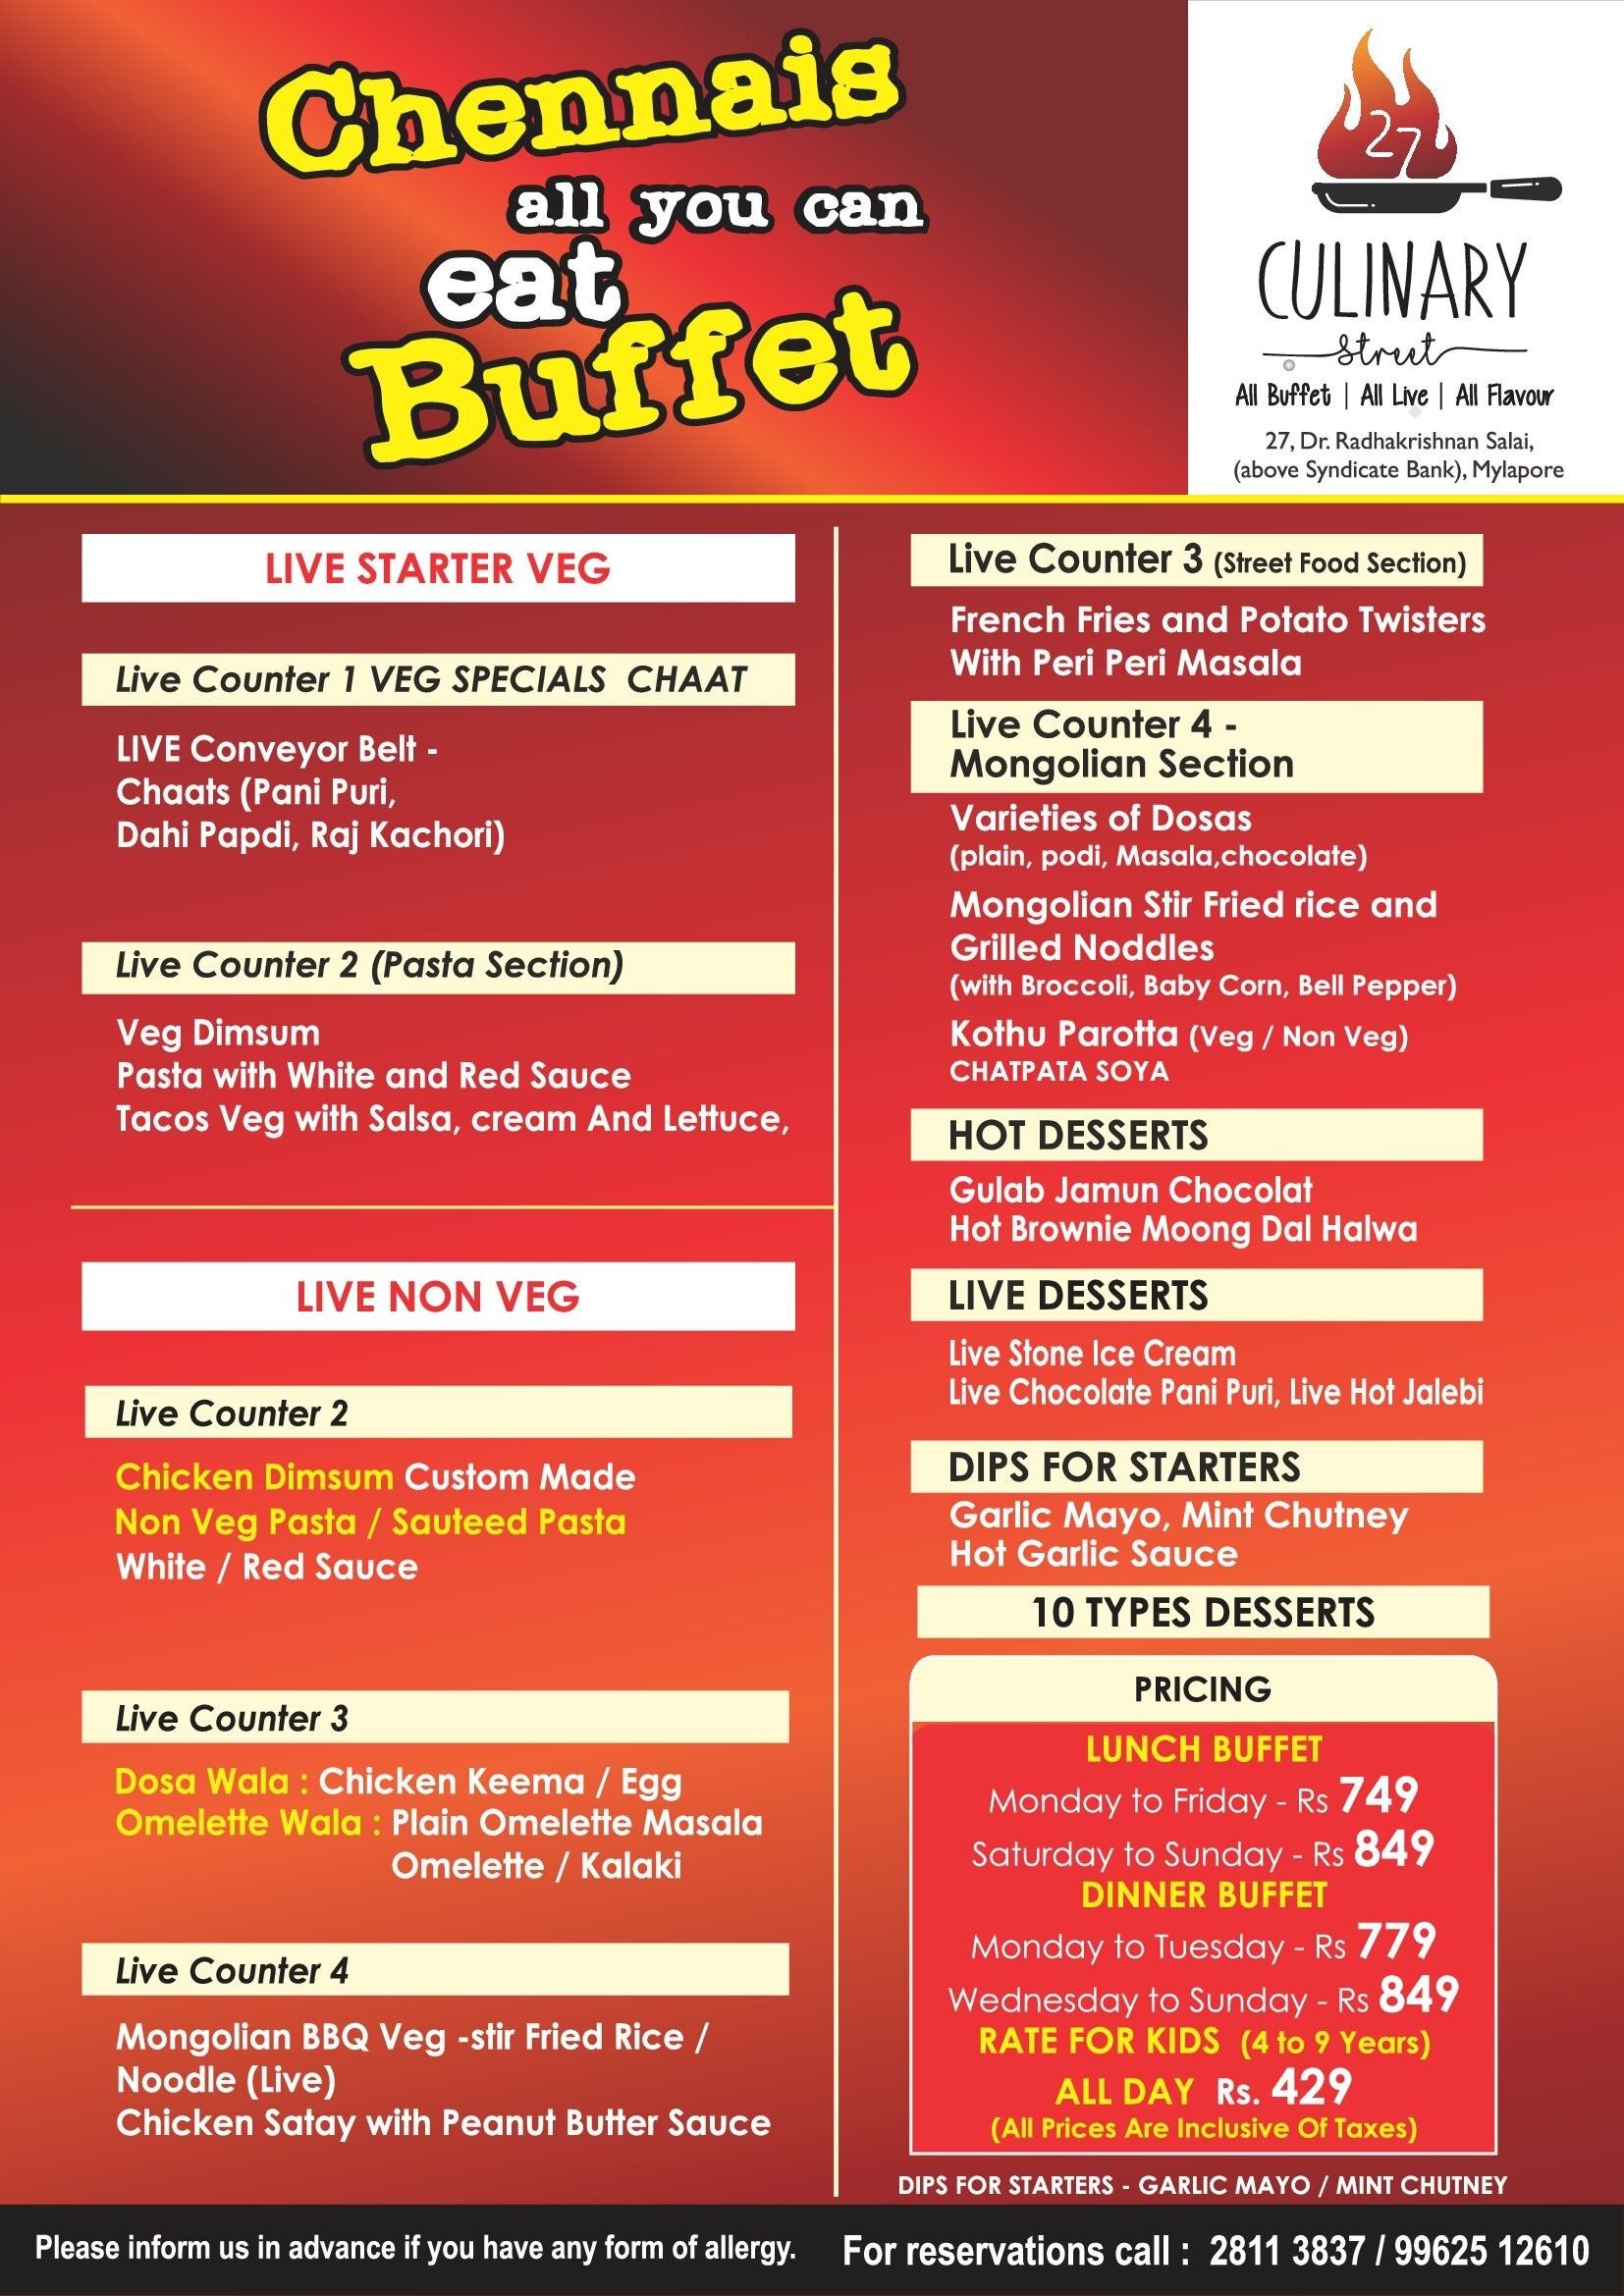 Chennais
all you can
eat
Buffet
27
CULINARY
Street
All Buffet | All Live | All Flavour
27, Dr. Radhakrishnan Salai,
(above Syndicate Bank), Mylapore
LIVE STARTER VEG
Live Counter 1 VEG SPECIALS CHAAT
LIVE Conveyor Belt -
Chaats (Pani Puri,
Dahi Papdi, Raj Kachori)
Live Counter 2 (Pasta Section)
Veg Dimsum
Pasta with White and Red Sauce
Tacos Veg with Salsa, cream And Lettuce,
LIVE NON VEG
Live Counter 2
Chicken Dimsum Custom Made
Non Veg Pasta / Sauteed Pasta
White / Red Sauce
Live Counter 3
Dosa Wala : Chicken Keema / Egg
Omelette Wala : Plain Omelette Masala
Omelette / Kalaki
Live Counter 4
Mongolian BBQ Veg -stir Fried Rice /
Noodle (Live)
Chicken Satay with Peanut Butter Sauce
Live Counter 3 (Street Food Section)
French Fries and Potato Twisters
With Peri Peri Masala
Live Counter 4 -
Mongolian Section
Varieties of Dosas
(plain, podi, Masala,chocolate)
Mongolian Stir Fried rice and
Grilled Noddles
(with Broccoli, Baby Corn, Bell Pepper)
Kothu Parotta (Veg / Non Veg)
CHATPATA SOYA
HOT DESSERTS
Gulab Jamun Chocolat
Hot Brownie Moong Dal Halwa
LIVE DESSERTS
Live Stone Ice Cream
Live Chocolate Pani Puri, Live Hot Jalebi
DIPS FOR STARTERS
Garlic Mayo, Mint Chutney
Hot Garlic Sauce
10 TYPES DESSERTS
PRICING
LUNCH BUFFET
Monday to Friday - Rs 749
Saturday to Sunday - Rs 849
DINNER BUFFET
Monday to Tuesday - Rs 779
Wednesday to Sunday - Rs 849
RATE FOR KIDS (4 to 9 Years)
ALL DAY Rs. 429
(All Prices Are Inclusive Of Taxes)
DIPS FOR STARTERS - GARLIC MAYO / MINT CHUTNEY
Please inform us in advance if you have any form of allergy.
For reservations call : 2811 3837 / 99625 12610